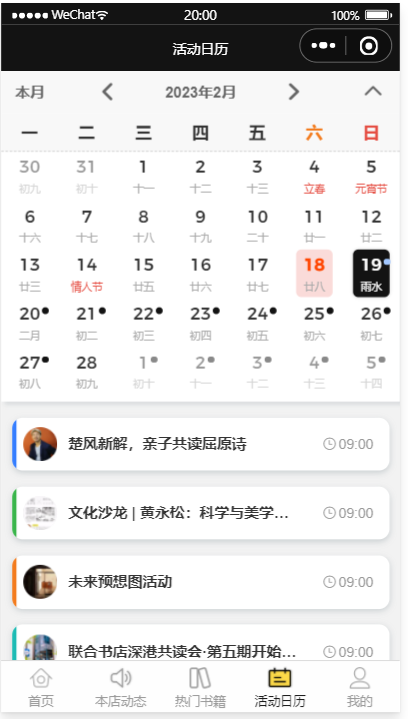 WeChat 20:00 100%
活动日历
本月 2023年2月
一 二 三 四 五 六 日
30 31 1 2 3 4 5
初九 初十 十一 十二 十三 立春 元宵节
6 7 8 9 10 11 12
十六 十七 十八 十九 二十 廿一 廿二
13 14 15 16 17 18 19
廿三 情人节 廿五 廿六 廿七 廿八 雨水
20 21 22 23 24 25 26
二月 初二 初三 初四 初五 初六 初七
27 28 1 2 3 4 5
初八 初九 初十 十一 十二 十三 十四
楚风新解，亲子共读屈原诗 09:00
文化沙龙 | 黄永松：科学与美学... 09:00
未来预想图活动 09:00
联合书店深港共读会·第五期开始... 09:00
首页 本店动态 热门书籍 活动日历 我的